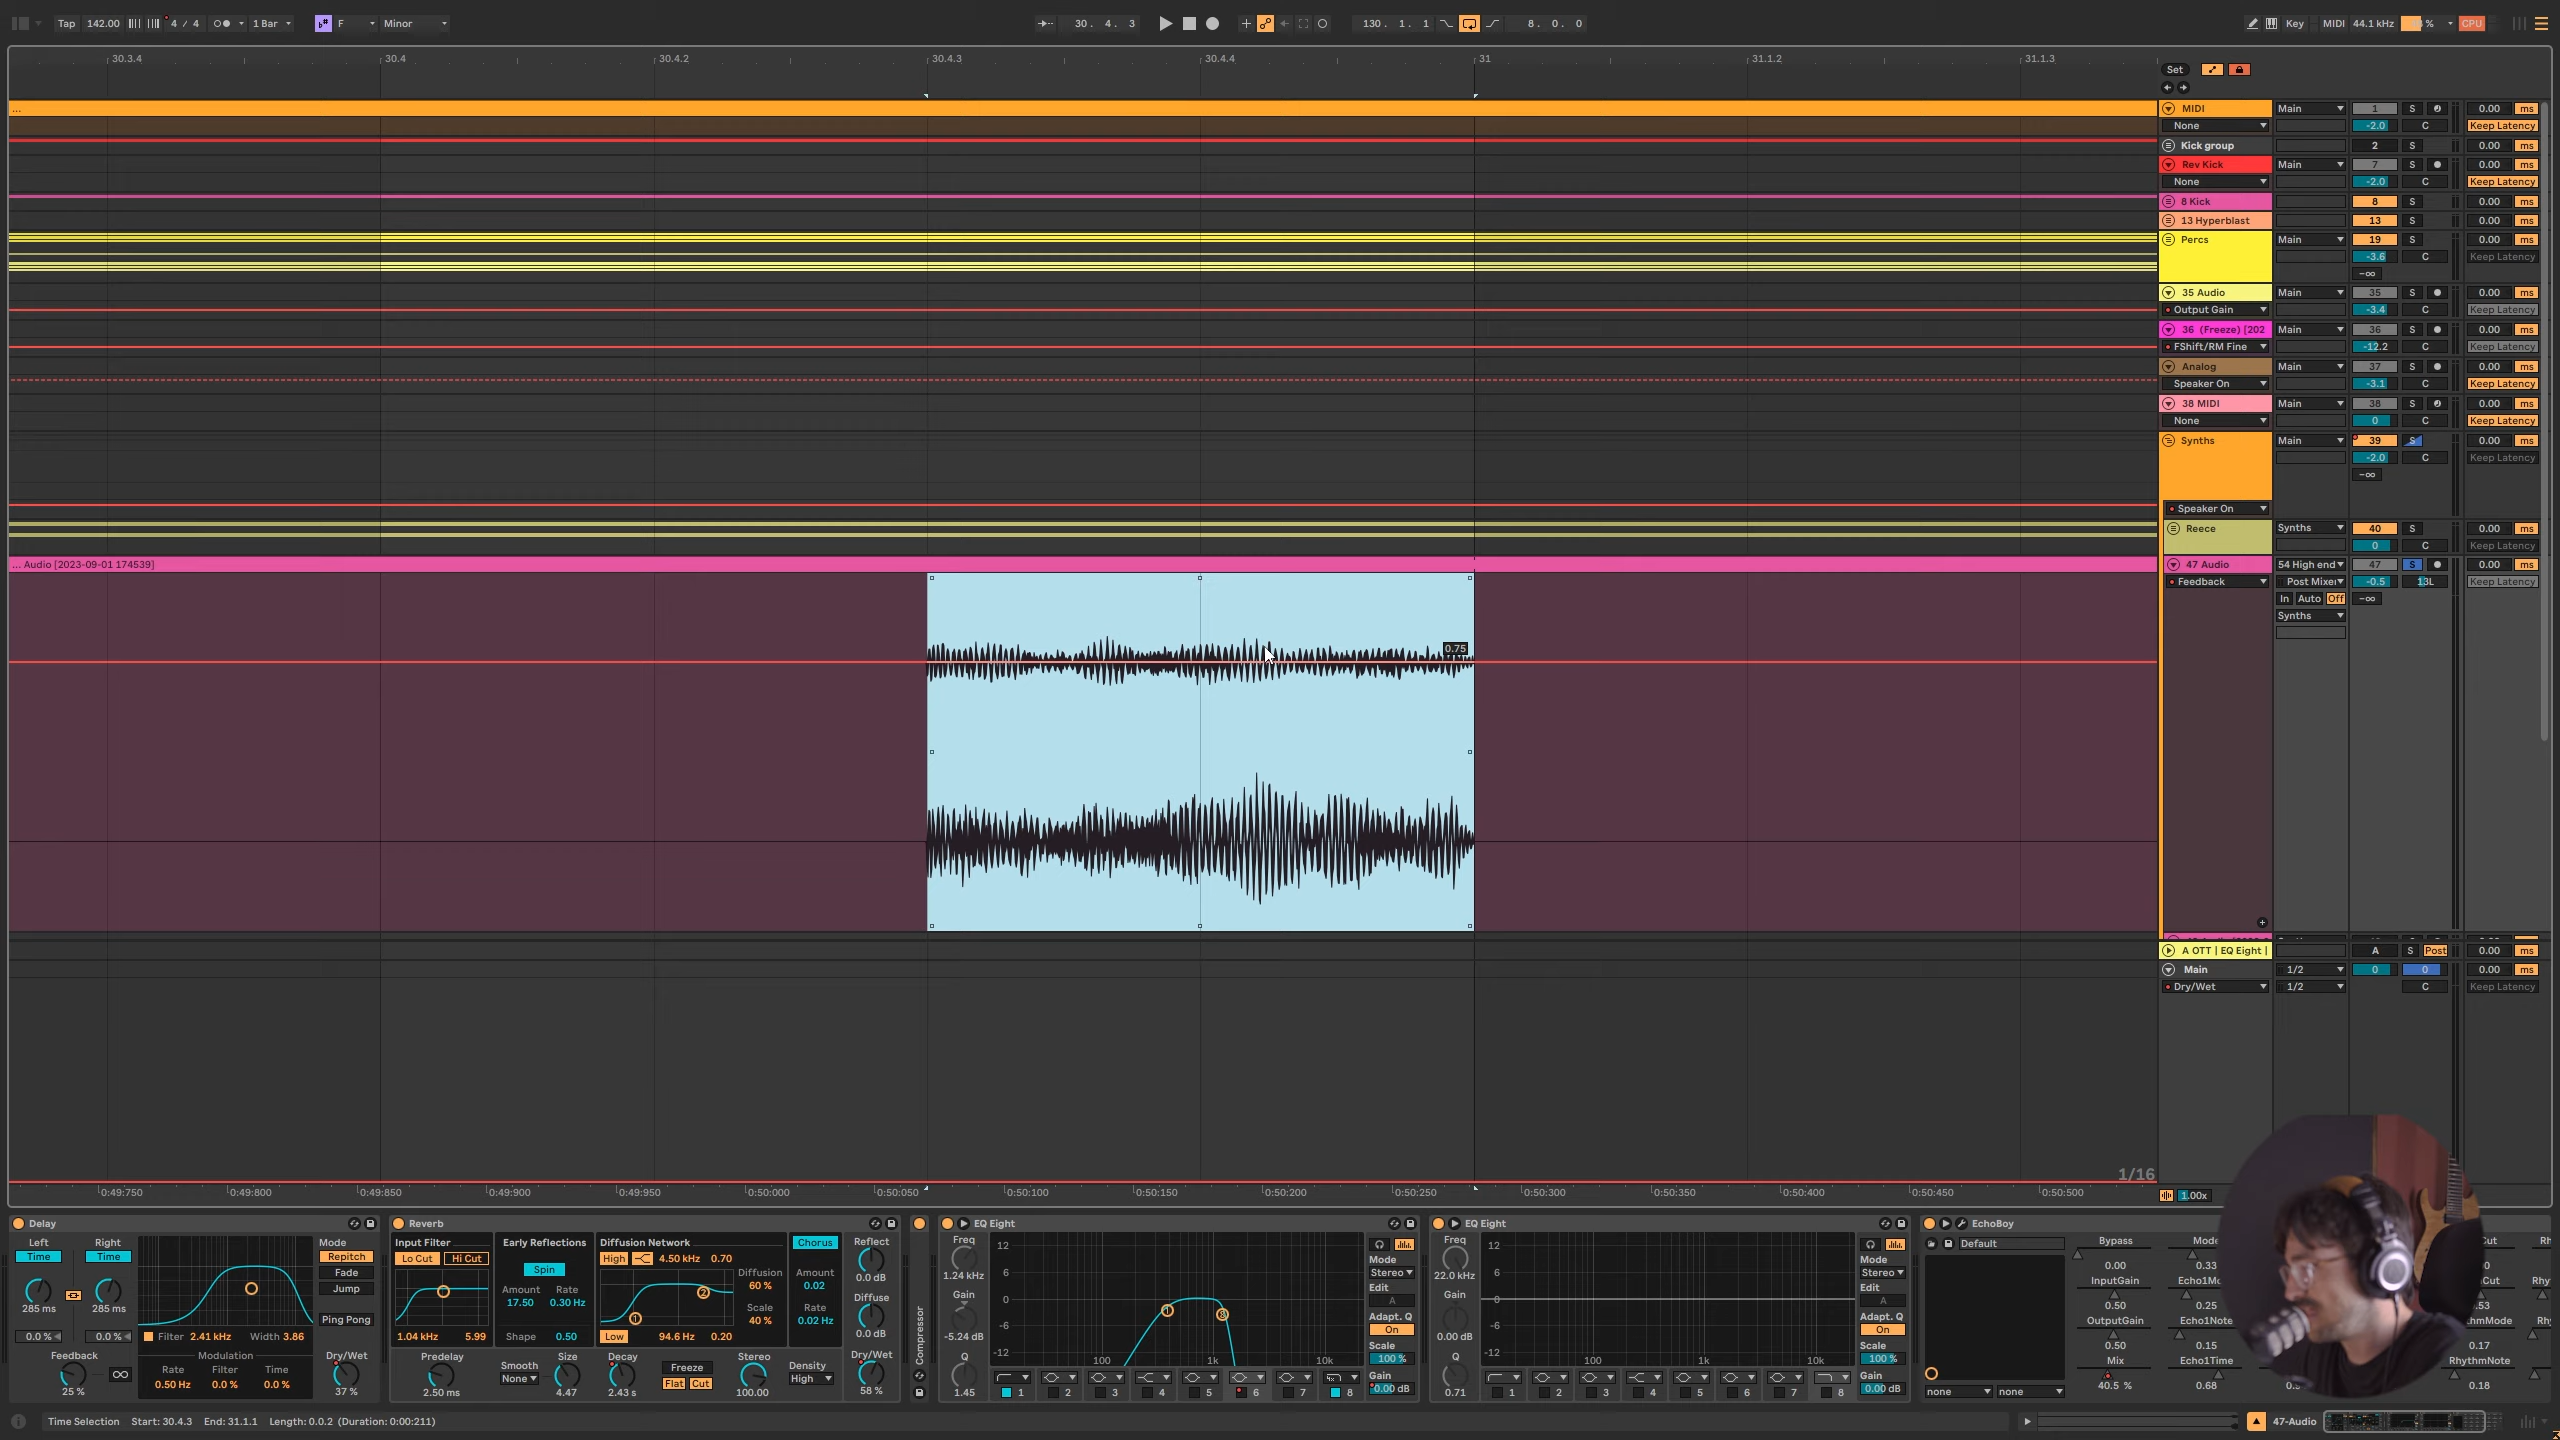 Tap 142.00 4 / 4 1 Bar F Minor 30. 4. 3 130. 1. 1 8. 0. 0 Key MIDI 44.1 kHz % CPU
30.3.4 30.4 30.4.2 30.4.3 30.4.4 31 31.1.2 31.1.3
Set
... MIDI Main 1 S 0.00 ms
None -2.0 C Keep Latency
Kick group 2 S 0.00 ms
Rev Kick Main 7 S 0.00 ms
None -2.0 C Keep Latency
8 Kick 8 S 0.00 ms
13 Hyperblast 13 S 0.00 ms
Percs Main 19 S 0.00 ms
-3.6 C Keep Latency
-∞
35 Audio Main 35 S 0.00 ms
Output Gain -3.4 C Keep Latency
36 (Freeze) [202 Main 36 S 0.00 ms
FShift/RM Fine -12.2 C Keep Latency
Analog Main 37 S 0.00 ms
Speaker On -3.1 C Keep Latency
38 MIDI Main 38 S 0.00 ms
None 0 C Keep Latency
Synths Main 39 S 0.00 ms
-2.0 C Keep Latency
-∞
Speaker On
Reece Synths 40 S 0.00 ms
0 C Keep Latency
... Audio [2023-09-01 174539] 47 Audio 54 High end 47 S 0.00 ms
Feedback Post Mixer -0.5 13L Keep Latency
In Auto Off -∞
Synths
0.75
A OTT | EQ Eight | A S Post 0.00 ms
Main 1/2 0 0 0.00 ms
Dry/Wet 1/2 C Keep Latency
1/16
0:49:750 0:49:800 0:49:850 0:49:900 0:49:950 0:50:000 0:50:050 0:50:100 0:50:150 0:50:200 0:50:250 0:50:300 0:50:350 0:50:400 0:50:450 0:50:500 1.00x
Delay
Left Right Mode
Time Time Repitch
Fade
285 ms 285 ms Jump
Ping Pong
0.0 % 0.0 % Filter 2.41 kHz Width 3.86
Feedback Modulation Dry/Wet
Rate Filter Time
25 % 0.50 Hz 0.0 % 0.0 % 37 %
Reverb
Input Filter Early Reflections Diffusion Network Chorus Reflect
Lo Cut Hi Cut Spin High 4.50 kHz 0.70
Amount Rate Diffusion Amount 0.0 dB
17.50 0.30 Hz 60 % 0.02 Diffuse
Scale Rate
1.04 kHz 5.99 Shape 0.50 Low 94.6 Hz 0.20 40 % 0.02 Hz 0.0 dB
Predelay Smooth Size Decay Freeze Stereo Density Dry/Wet
None Flat Cut High
2.50 ms 4.47 2.43 s 100.00 58 %
Compressor
EQ Eight
Freq 12 Mode
1.24 kHz 6 Stereo
Gain 0 Edit
A
-5.24 dB -6 Adapt. Q
On
Q -12 Scale
100 1k 10k 100 %
Gain
1.45 1 2 3 4 5 6 7 8 0.00 dB
EQ Eight
Freq 12 Mode
22.0 kHz 6 Stereo
Gain 0 Edit
A
0.00 dB -6 Adapt. Q
On
Q -12 Scale
100 1k 10k 100 %
Gain
0.71 1 2 3 4 5 6 7 8 0.00 dB
EchoBoy
Default Bypass
0.00 0.33
InputGain
0.50 0.25
OutputGain
0.50 0.15 0.17
Mix Echo1Time RhythmNote
40.5 % 0.68 0.18
none none
Time Selection Start: 30.4.3 End: 31.1.1 Length: 0.0.2 (Duration: 0:00:211) 47-Audio